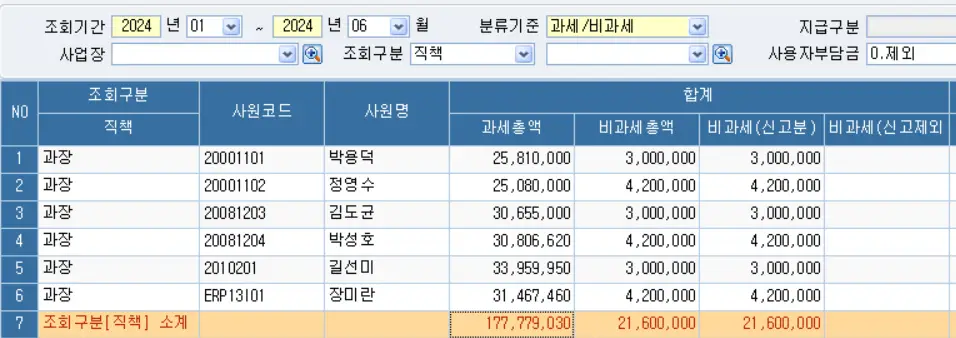 조회기간 2024 년 01 ~ 2024 년 06 월 분류기준 과세/비과세 지급구분
사업장 조회구분 직책 사용자부담금 0.제외
NO 조회구분 사원코드 사원명 합계
직책 과세총액 비과세총액 비과세(신고분) 비과세(신고제외
1 과장 20001101 박용덕 25,810,000 3,000,000 3,000,000
2 과장 20001102 정영수 25,080,000 4,200,000 4,200,000
3 과장 20081203 김도균 30,655,000 3,000,000 3,000,000
4 과장 20081204 박성호 30,806,620 4,200,000 4,200,000
5 과장 2010201 길선미 33,959,950 3,000,000 3,000,000
6 과장 ERP13I01 장미란 31,467,460 4,200,000 4,200,000
7 조회구분[직책] 소계 177,779,030 21,600,000 21,600,000